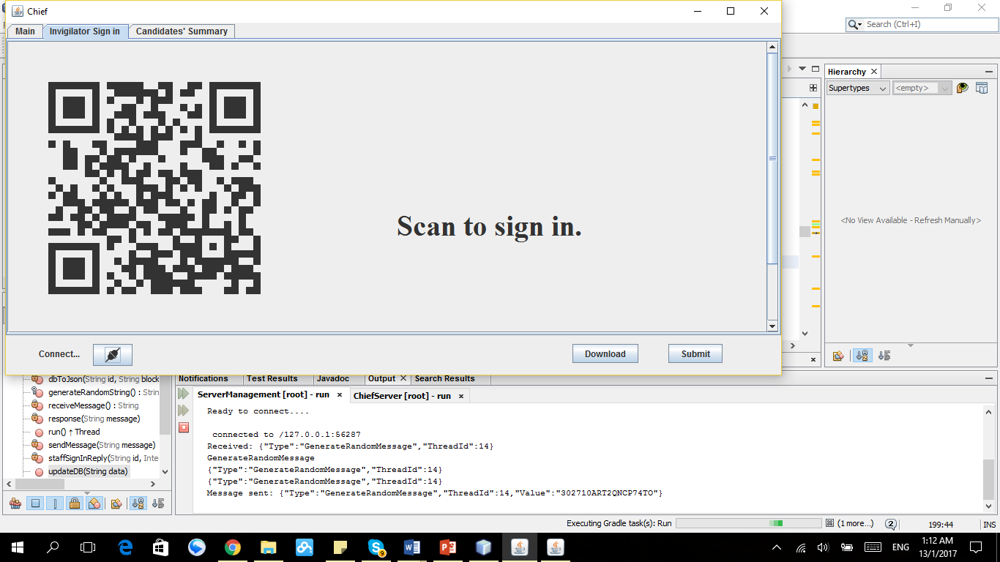 Chief
Main
Invigilator Sign in
Candidates' Summary
Search (Ctrl+I)
Hierarchy
Supertypes
<empty>
<No View Available - Refresh Manually>
Scan to sign in.
Connect...
Download
Submit
dbToJson(String id, String block
generateRandomString() : Strin
receiveMessage() : String
response(String message)
run() ↑ Thread
sendMessage(String message)
staffSignInReply(String id, Inte
updateDB(String data)
Notifications
Test Results
Javadoc
Output
Search Results
ServerManagement [root] - run
ChiefServer [root] - run
Ready to connect....
connected to /127.0.0.1:56287
Received: {"Type":"GenerateRandomMessage","ThreadId":14}
GenerateRandomMessage
{"Type":"GenerateRandomMessage","ThreadId":14}
{"Type":"GenerateRandomMessage","ThreadId":14}
Message sent: {"Type":"GenerateRandomMessage","ThreadId":14,"Value":"302710ART2QNCP74TO"}
Executing Gradle task(s): Run
(1 more...)
2
199:44
INS
9
ENG
1:12 AM
13/1/2017